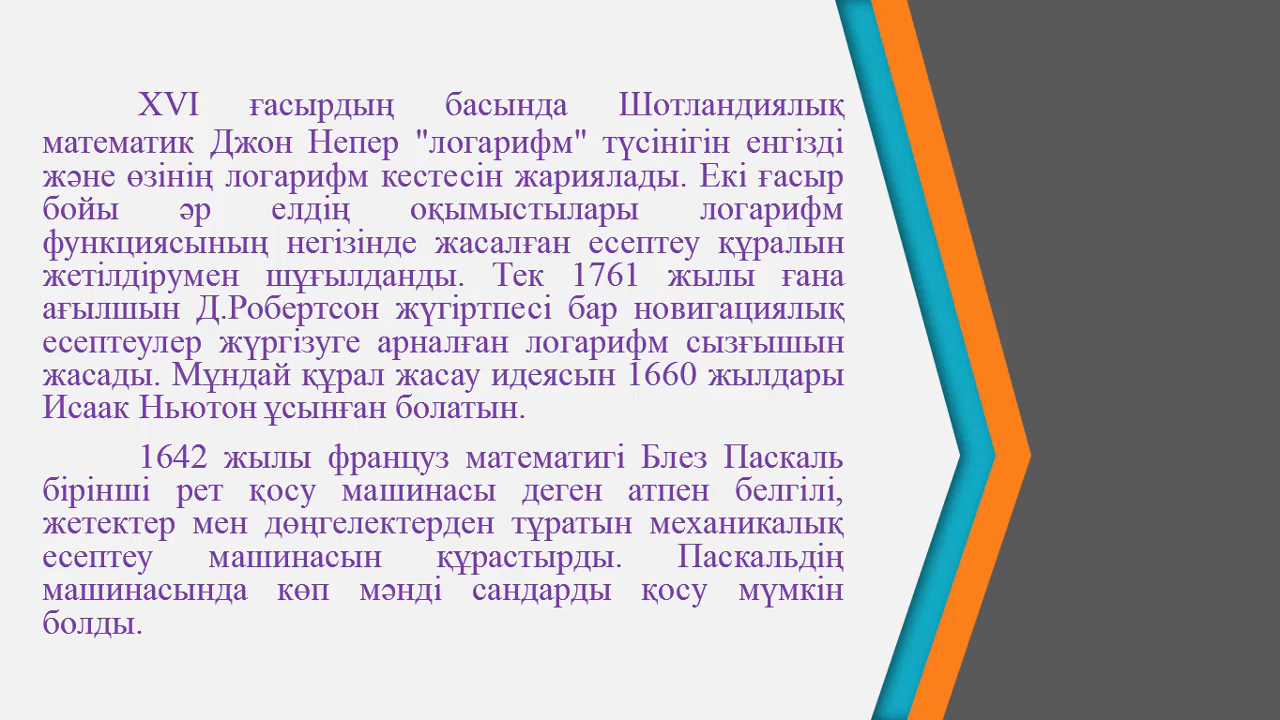 XVI ғасырдың басында Шотландиялық
математик Джон Непер "логарифм" түсінігін енгізді
және өзінің логарифм кестесін жариялады. Екі ғасыр
бойы әр елдің оқымыстылары логарифм
функциясының негізінде жасалған есептеу құралын
жетілдірумен шұғылданды. Тек 1761 жылы ғана
ағылшын Д.Робертсон жүгіртпесі бар новигациялық
есептеулер жүргізуге арналған логарифм сызғышын
жасады. Мұндай құрал жасау идеясын 1660 жылдары
Исаак Ньютон ұсынған болатын.
1642 жылы француз математигі Блез Паскаль
бірінші рет қосу машинасы деген атпен белгілі,
жетектер мен дөңгелектерден тұратын механикалық
есептеу машинасын құрастырды. Паскальдің
машинасында көп мәнді сандарды қосу мүмкін
болды.